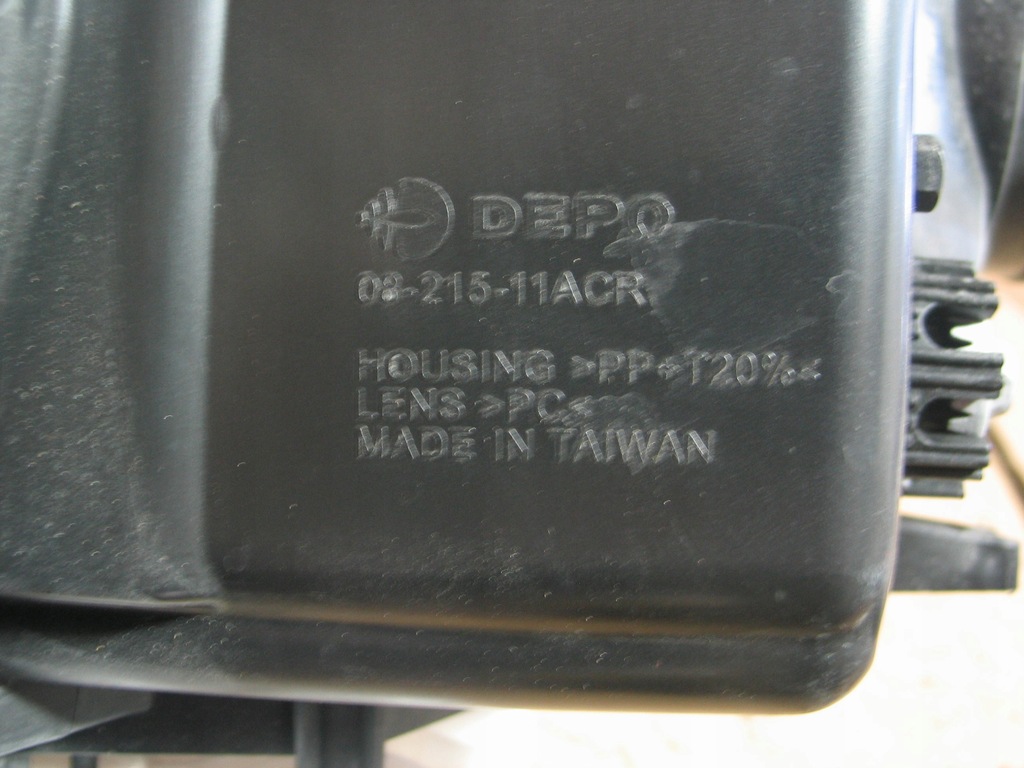 DEPO
08-215-11ACR
HOUSING >PP+T20%<
LENS >PC<
MADE IN TAIWAN